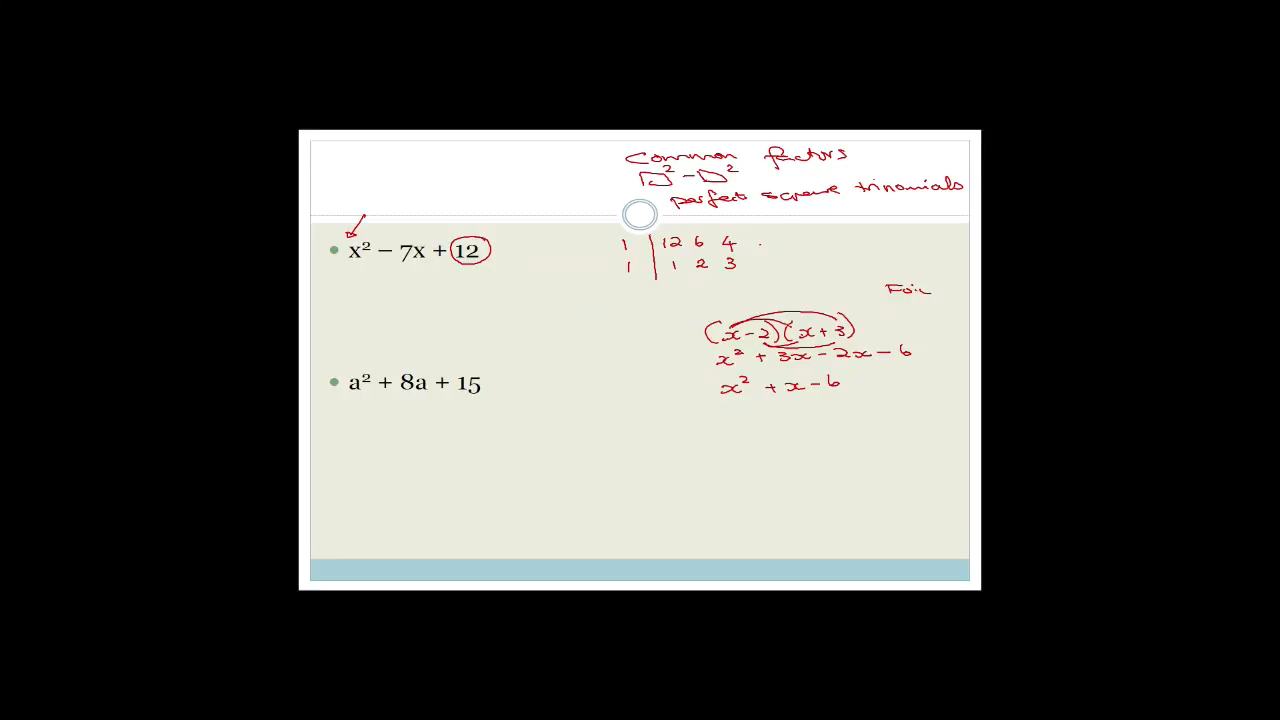 Common factors
□² - □²
perfect square trinomials
• x² – 7x + 12
1 | 12 6 4
1 | 1 2 3
FOIL
(x-2)(x+3)
x² + 3x - 2x - 6
• a² + 8a + 15
x² + x - 6